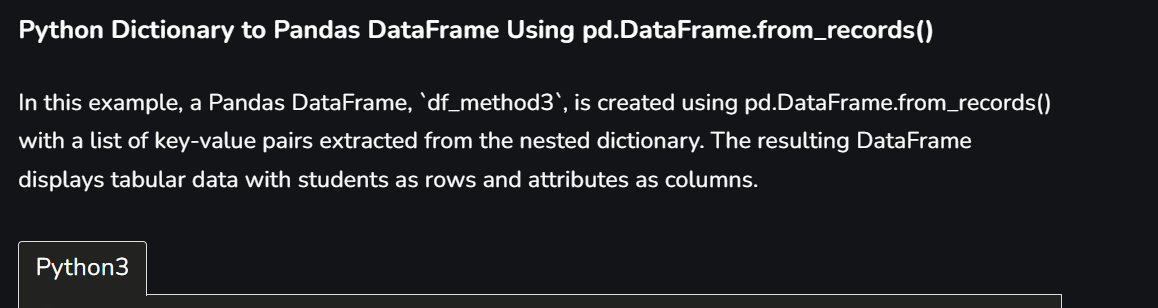 Python Dictionary to Pandas DataFrame Using pd.DataFrame.from_records()
In this example, a Pandas DataFrame, `df_method3`, is created using pd.DataFrame.from_records()
with a list of key-value pairs extracted from the nested dictionary. The resulting DataFrame
displays tabular data with students as rows and attributes as columns.
Python3